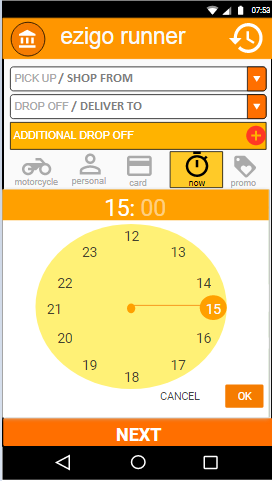 07:53
ezigo runner
PICK UP / SHOP FROM
DROP OFF / DELIVER TO
ADDITIONAL DROP OFF
motorcycle personal card now promo
15: 00
12
23 13
22 14
21 15
20 16
19 17
18
CANCEL OK
NEXT